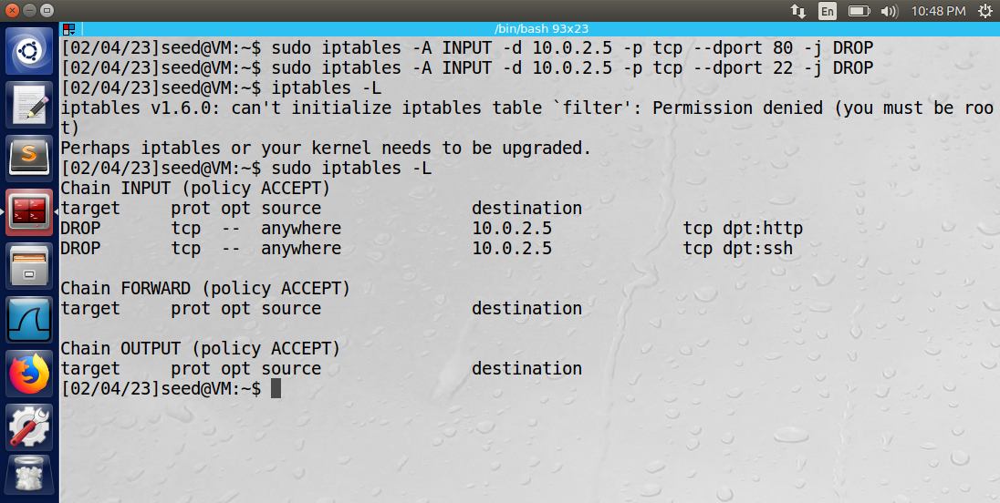 En 10:48 PM
/bin/bash 93x23
[02/04/23]seed@VM:~$ sudo iptables -A INPUT -d 10.0.2.5 -p tcp --dport 80 -j DROP
[02/04/23]seed@VM:~$ sudo iptables -A INPUT -d 10.0.2.5 -p tcp --dport 22 -j DROP
[02/04/23]seed@VM:~$ iptables -L
iptables v1.6.0: can't initialize iptables table `filter': Permission denied (you must be roo
t)
Perhaps iptables or your kernel needs to be upgraded.
[02/04/23]seed@VM:~$ sudo iptables -L
Chain INPUT (policy ACCEPT)
target     prot opt source               destination
DROP       tcp  --  anywhere             10.0.2.5             tcp dpt:http
DROP       tcp  --  anywhere             10.0.2.5             tcp dpt:ssh

Chain FORWARD (policy ACCEPT)
target     prot opt source               destination

Chain OUTPUT (policy ACCEPT)
target     prot opt source               destination
[02/04/23]seed@VM:~$